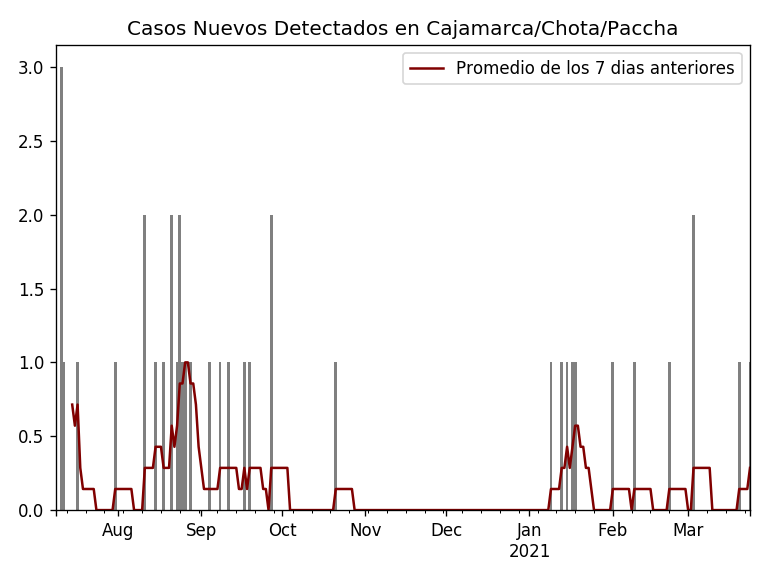 Casos Nuevos Detectados en Cajamarca/Chota/Paccha
Promedio de los 7 dias anteriores
3.0
2.5
2.0
1.5
1.0
0.5
0.0
Aug Sep Oct Nov Dec Jan Feb Mar
2021